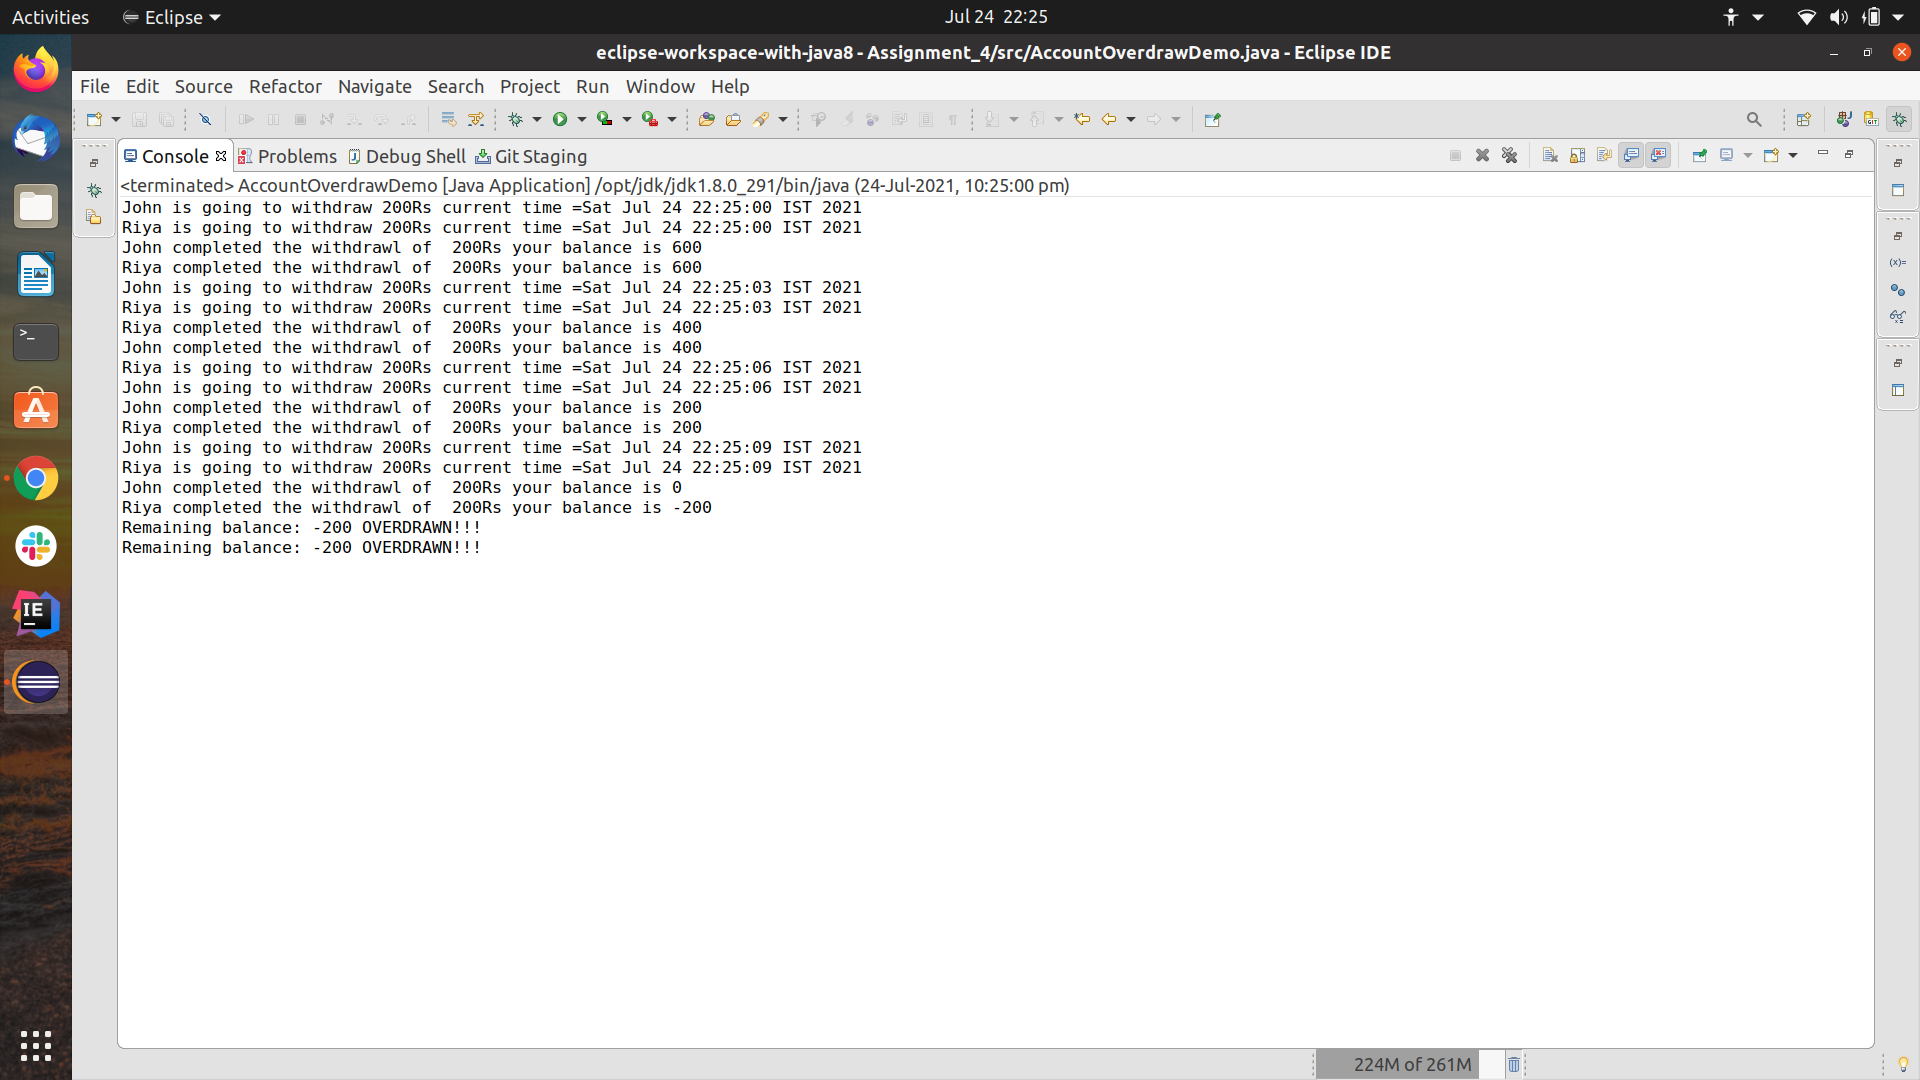 Activities Eclipse Jul 24 22:25
eclipse-workspace-with-java8 - Assignment_4/src/AccountOverdrawDemo.java - Eclipse IDE
File Edit Source Refactor Navigate Search Project Run Window Help
Console Problems Debug Shell Git Staging
<terminated> AccountOverdrawDemo [Java Application] /opt/jdk/jdk1.8.0_291/bin/java (24-Jul-2021, 10:25:00 pm)
John is going to withdraw 200Rs current time =Sat Jul 24 22:25:00 IST 2021
Riya is going to withdraw 200Rs current time =Sat Jul 24 22:25:00 IST 2021
John completed the withdrawl of  200Rs your balance is 600
Riya completed the withdrawl of  200Rs your balance is 600
John is going to withdraw 200Rs current time =Sat Jul 24 22:25:03 IST 2021
Riya is going to withdraw 200Rs current time =Sat Jul 24 22:25:03 IST 2021
Riya completed the withdrawl of  200Rs your balance is 400
John completed the withdrawl of  200Rs your balance is 400
Riya is going to withdraw 200Rs current time =Sat Jul 24 22:25:06 IST 2021
John is going to withdraw 200Rs current time =Sat Jul 24 22:25:06 IST 2021
John completed the withdrawl of  200Rs your balance is 200
Riya completed the withdrawl of  200Rs your balance is 200
John is going to withdraw 200Rs current time =Sat Jul 24 22:25:09 IST 2021
Riya is going to withdraw 200Rs current time =Sat Jul 24 22:25:09 IST 2021
John completed the withdrawl of  200Rs your balance is 0
Riya completed the withdrawl of  200Rs your balance is -200
Remaining balance: -200 OVERDRAWN!!!
Remaining balance: -200 OVERDRAWN!!!
224M of 261M